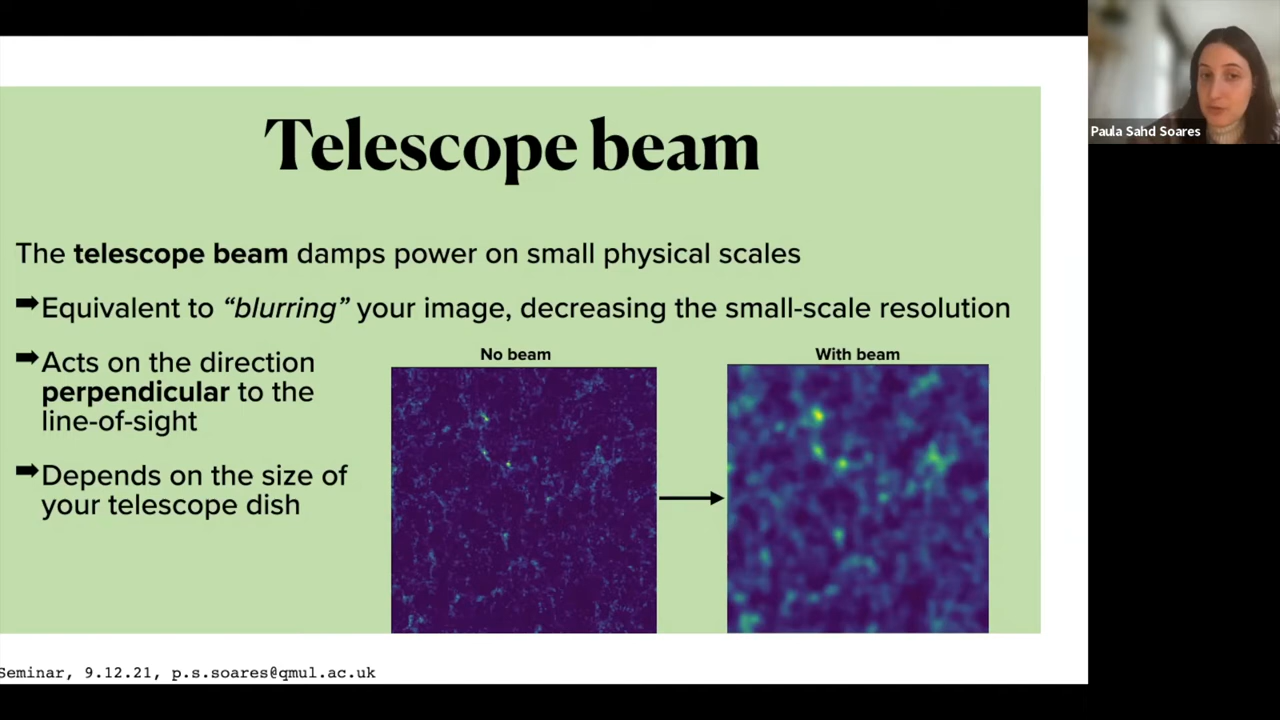 Telescope beam
The telescope beam damps power on small physical scales
➡Equivalent to “blurring” your image, decreasing the small-scale resolution
➡Acts on the direction
perpendicular to the
line-of-sight
➡Depends on the size of
your telescope dish
No beam
With beam
Seminar, 9.12.21, p.s.soares@qmul.ac.uk
Paula Sahd Soares